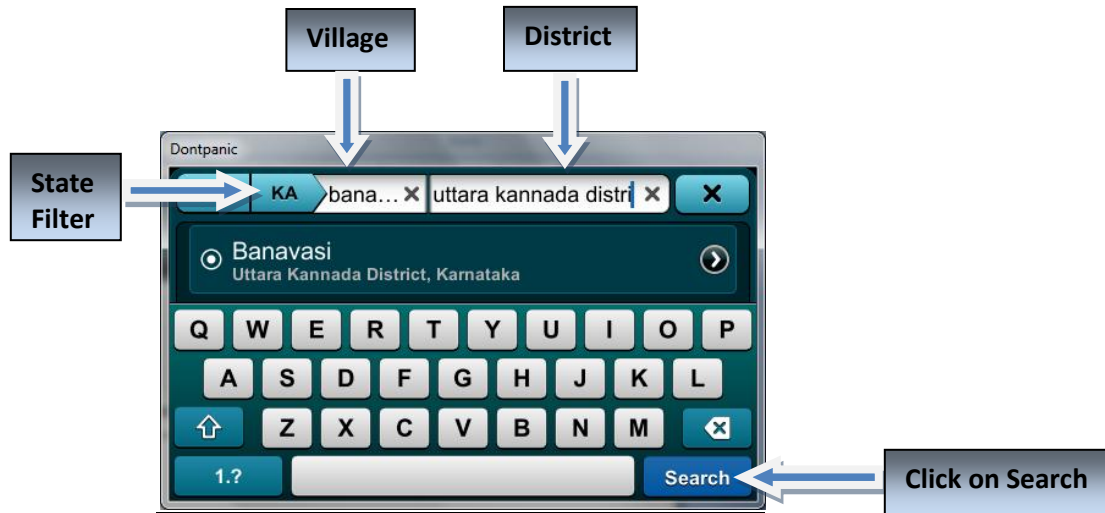 Village
District
Dontpanic
State
Filter
KA
bana...
uttara kannada distri
Banavasi
Uttara Kannada District, Karnataka
Q W E R T Y U I O P
A S D F G H J K L
Z X C V B N M
1.?
Search
Click on Search